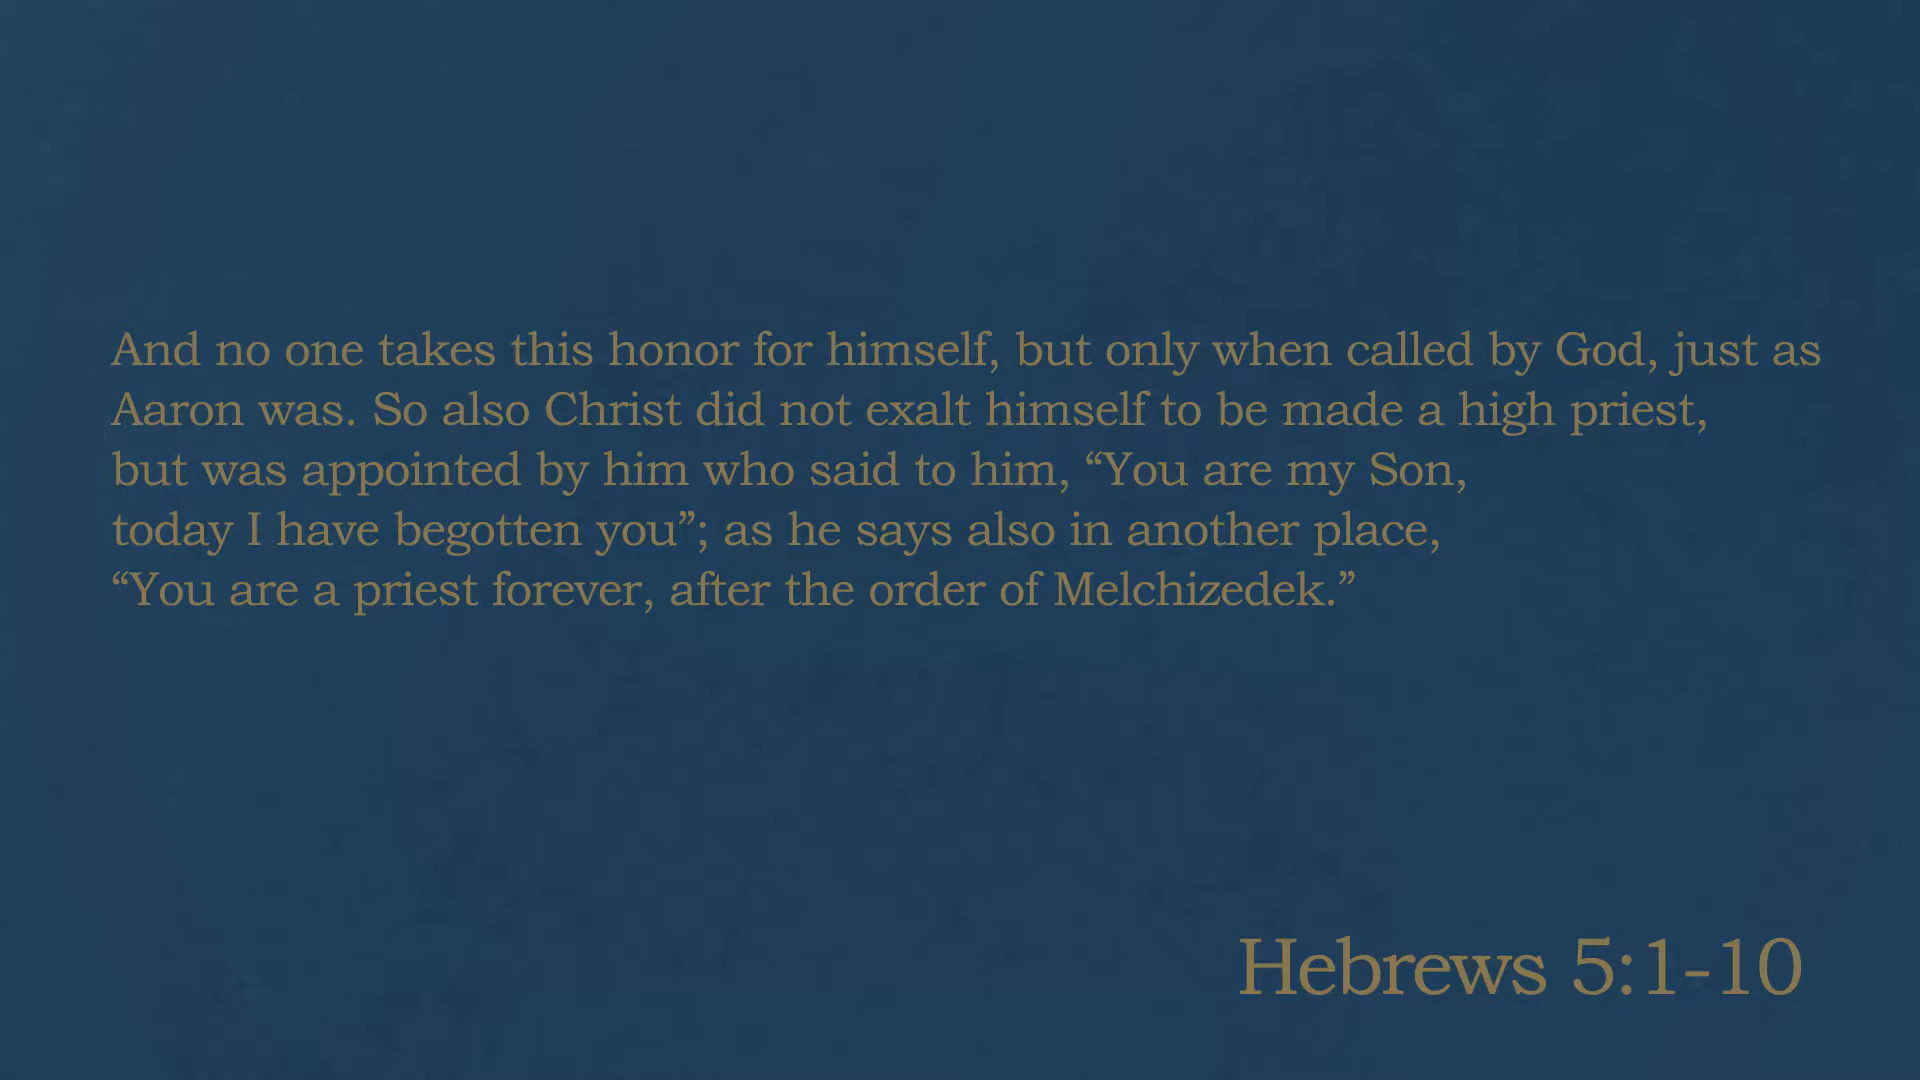 And no one takes this honor for himself, but only when called by God, just as
Aaron was. So also Christ did not exalt himself to be made a high priest,
but was appointed by him who said to him, “You are my Son,
today I have begotten you”; as he says also in another place,
“You are a priest forever, after the order of Melchizedek.”
Hebrews 5:1-10